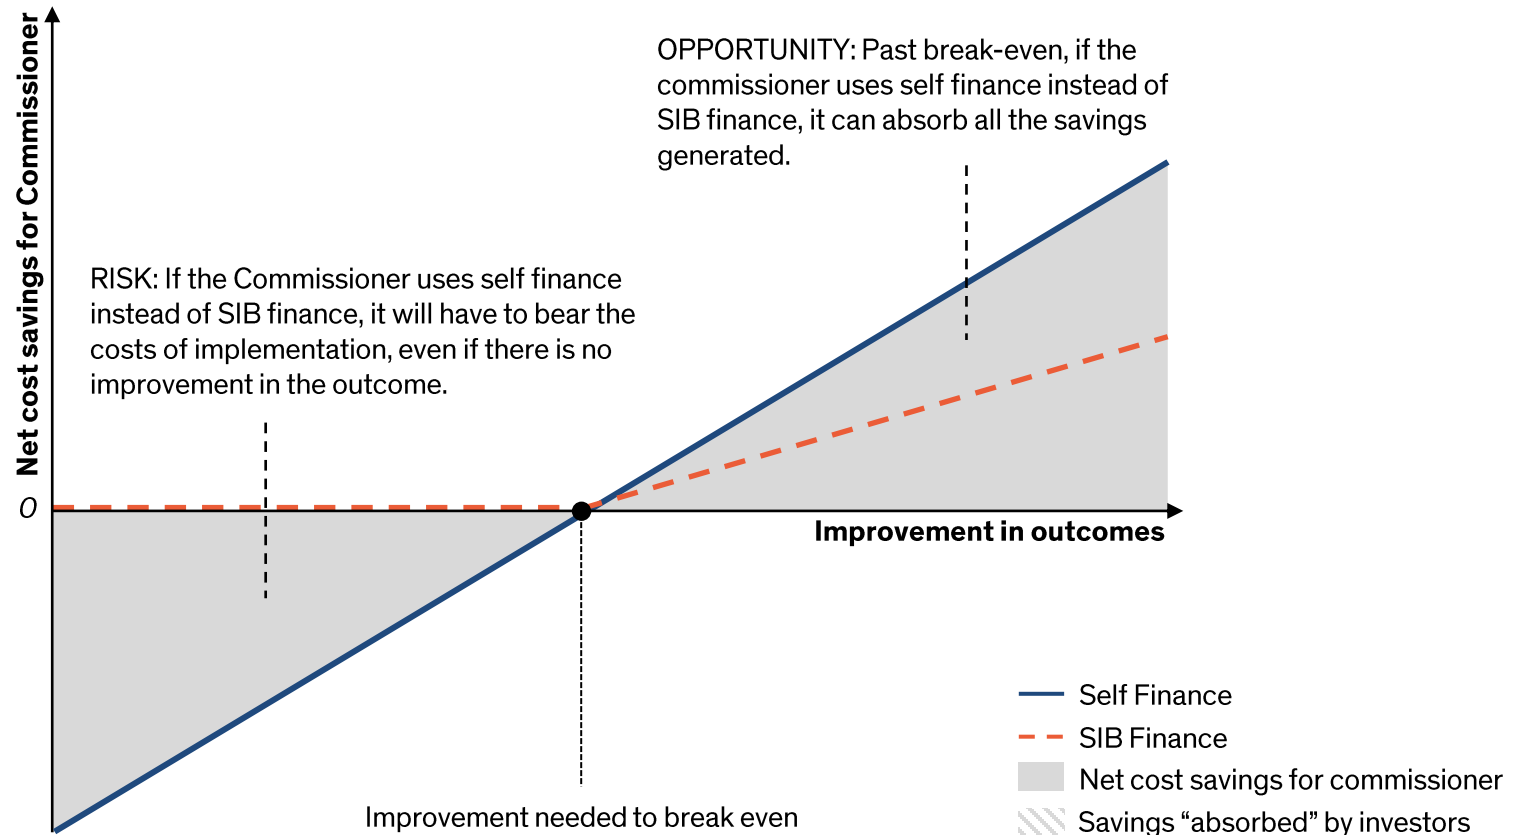 Net cost savings for Commissioner
OPPORTUNITY: Past break-even, if the
commissioner uses self finance instead of
SIB finance, it can absorb all the savings
generated.
RISK: If the Commissioner uses self finance
instead of SIB finance, it will have to bear the
costs of implementation, even if there is no
improvement in the outcome.
0
Improvement in outcomes
Improvement needed to break even
Self Finance
SIB Finance
Net cost savings for commissioner
Savings “absorbed” by investors